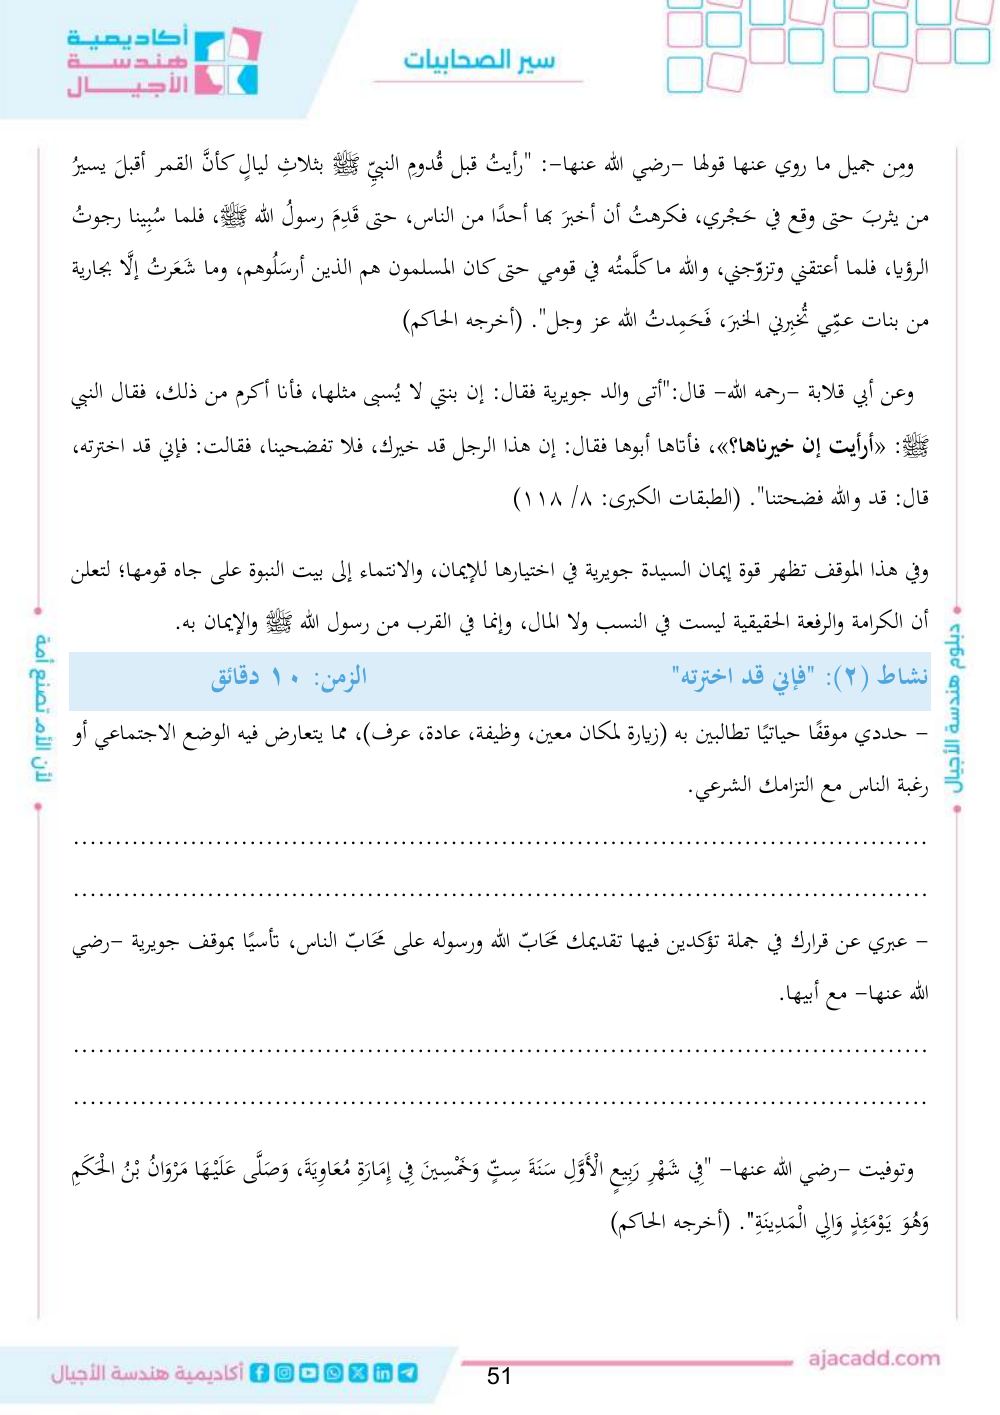 أكاديمية
هندسة
الأجيال
سير الصحابيات
ومِن جميل ما روي عنها قولها –رضي الله عنها–: "رأيتُ قبل قُدومِ النبيِّ ﷺ بثلاثِ ليالٍ كأنَّ القمر أقبلَ يسيرُ
من يثربَ حتى وقع في حَجْري، فكرهتُ أن أخبرَ بها أحدًا من الناس، حتى قَدِمَ رسولُ الله ﷺ، فلما سُبِينا رجوتُ
الرؤيا، فلما أعتقني وتزوّجني، والله ما كلَّمتُه في قومي حتى كان المسلمون هم الذين أرسَلُوهم، وما شَعَرتُ إلَّا بجارية
من بنات عمِّي تُخبِرني الخبرَ، فَحَمِدتُ الله عز وجل". (أخرجه الحاكم)
وعن أبي قلابة –رحمه الله– قال:"أتى والد جويرية فقال: إن بنتي لا يُسبى مثلها، فأنا أكرم من ذلك، فقال النبي
ﷺ: «أرأيت إن خيرناها؟»، فأتاها أبوها فقال: إن هذا الرجل قد خيرك، فلا تفضحينا، فقالت: فإني قد اخترته،
قال: قد والله فضحتنا". (الطبقات الكبرى: ٨/ ١١٨)
وفي هذا الموقف تظهر قوة إيمان السيدة جويرية في اختيارها للإيمان، والانتماء إلى بيت النبوة على جاه قومها؛ لتعلن
أن الكرامة والرفعة الحقيقية ليست في النسب ولا المال، وإنما في القرب من رسول الله ﷺ والإيمان به.
نشاط (٢): "فإني قد اخترته" الزمن: ١٠ دقائق
– حددي موقفًا حياتيًا تطالبين به (زيارة لمكان معين، وظيفة، عادة، عرف)، مما يتعارض فيه الوضع الاجتماعي أو
رغبة الناس مع التزامك الشرعي.
................................................................................
................................................................................
– عبري عن قرارك في جملة تؤكدين فيها تقديمك مَحَابّ الله ورسوله على مَحَابّ الناس، تأسيًا بموقف جويرية –رضي
الله عنها– مع أبيها.
................................................................................
................................................................................
وتوفيت –رضي الله عنها– "فِي شَهْرِ رَبِيعٍ الْأَوَّلِ سَنَةَ سِتٍّ وَخَمْسِينَ فِي إِمَارَةِ مُعَاوِيَةَ، وَصَلَّى عَلَيْهَا مَرْوَانُ بْنُ الْحَكَمِ
وَهُوَ يَوْمَئِذٍ وَالِي الْمَدِينَةِ". (أخرجه الحاكم)
دبلوم هندسة الأجيال
لأن الأم تصنع أمة
أكاديمية هندسة الأجيال
51
ajacadd.com